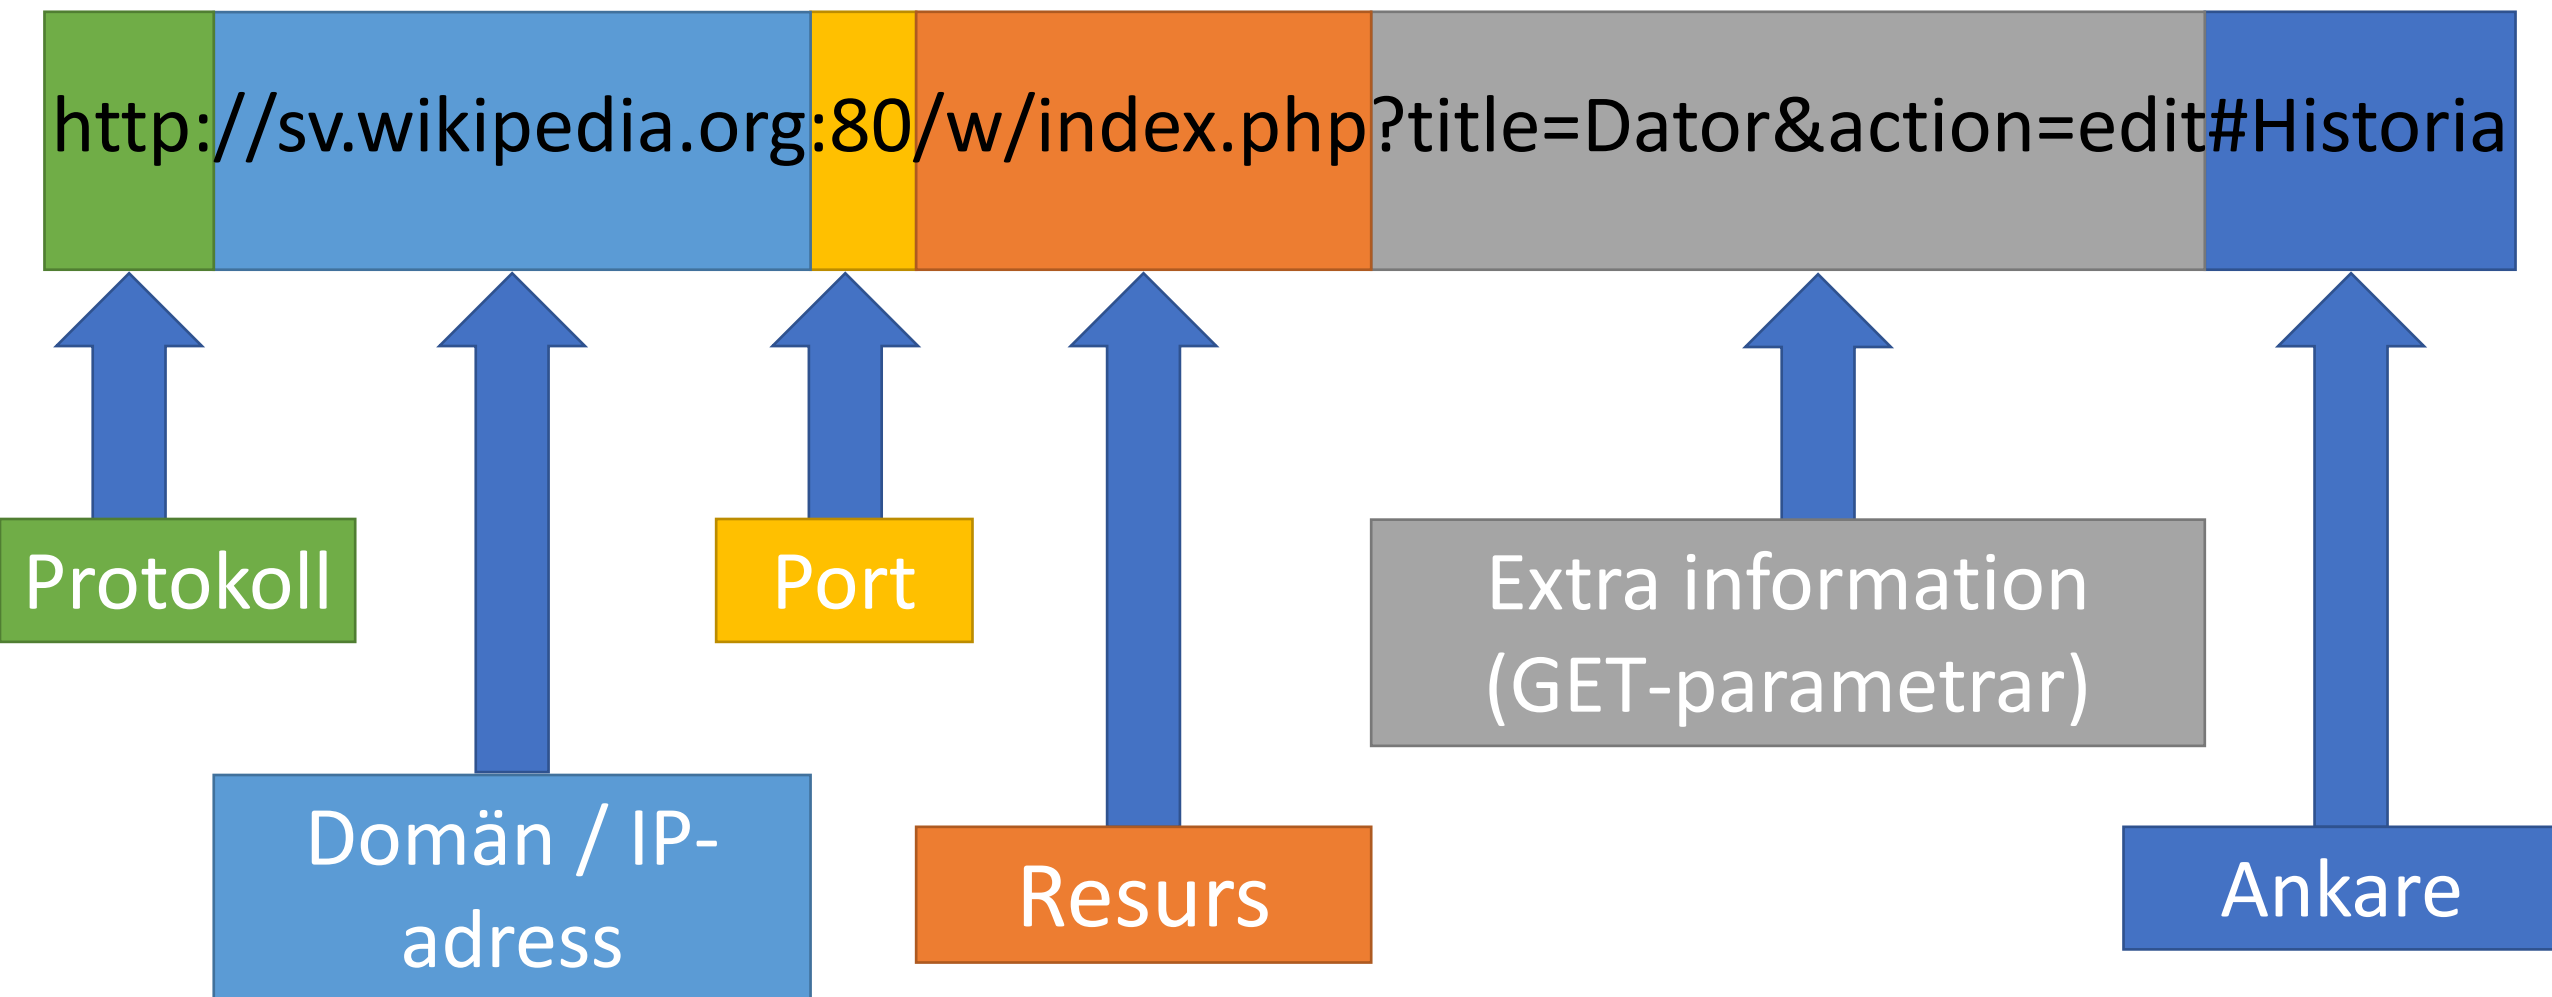 http://sv.wikipedia.org:80/w/index.php?title=Dator&action=edit#Historia
Protokoll
Domän / IP-
adress
Port
Resurs
Extra information
(GET-parametrar)
Ankare